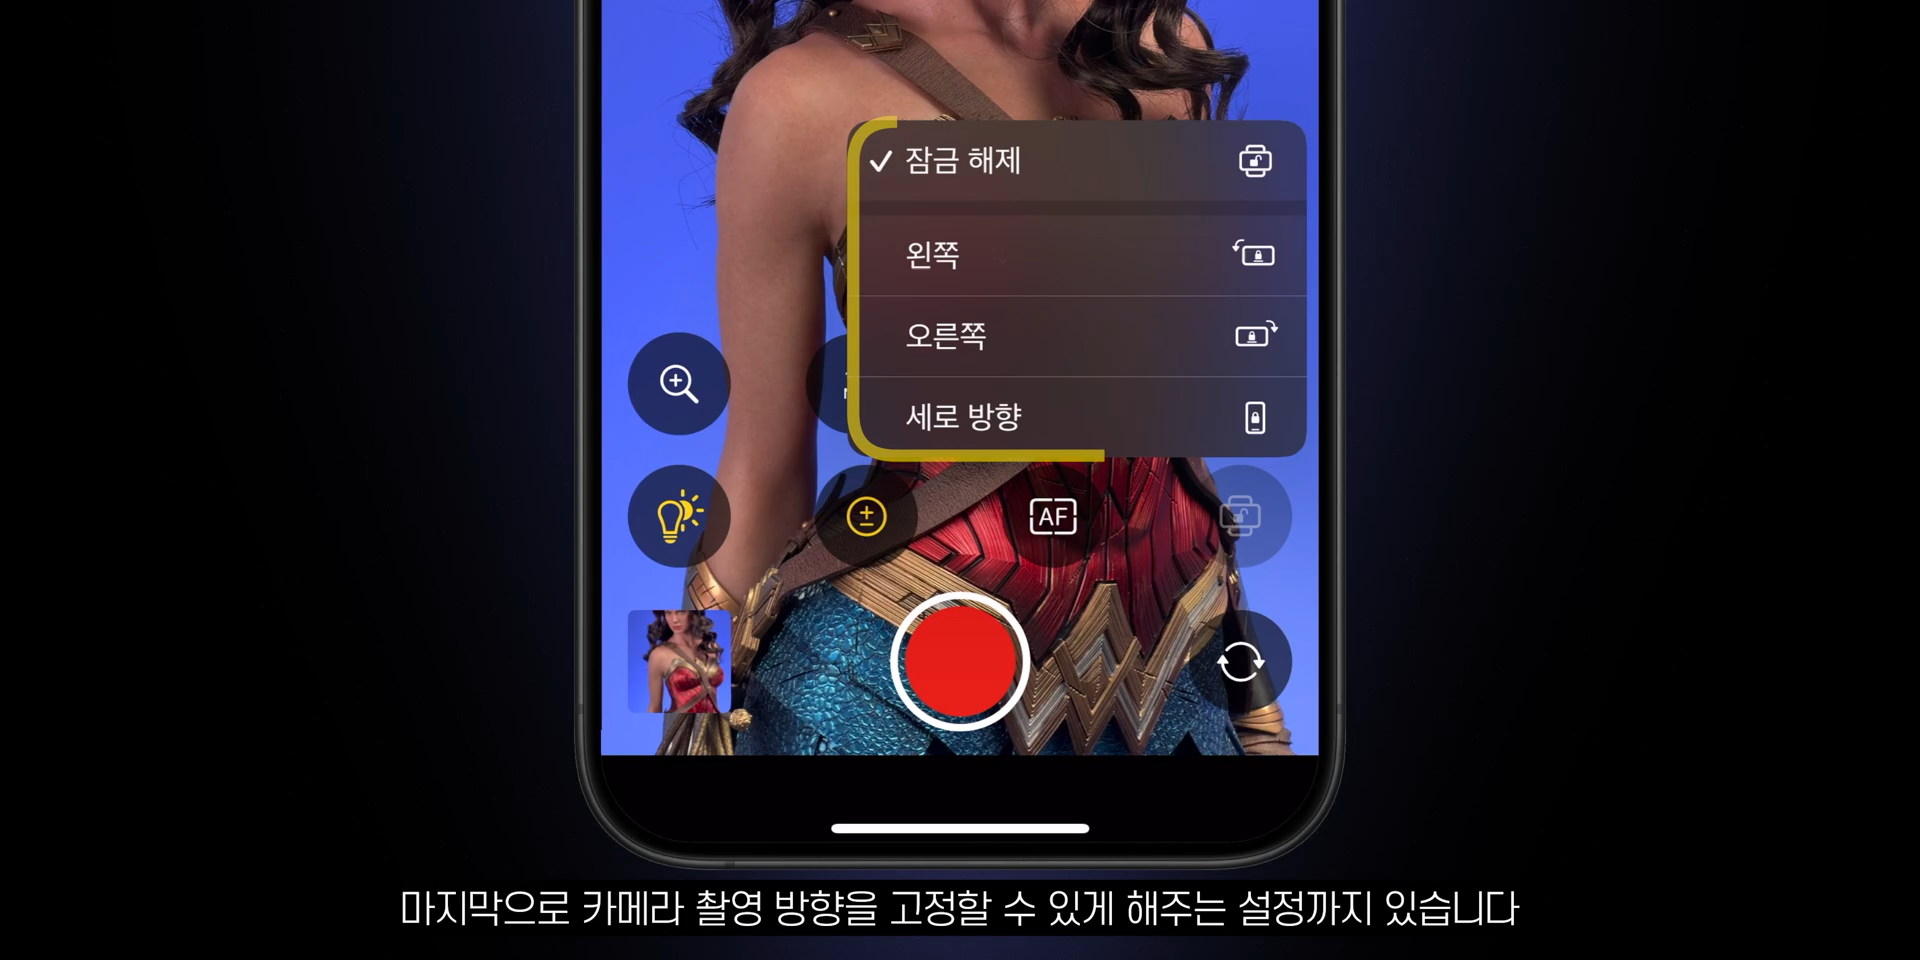 잠금 해제
왼쪽
오른쪽
세로 방향
AF
마지막으로 카메라 촬영 방향을 고정할 수 있게 해주는 설정까지 있습니다